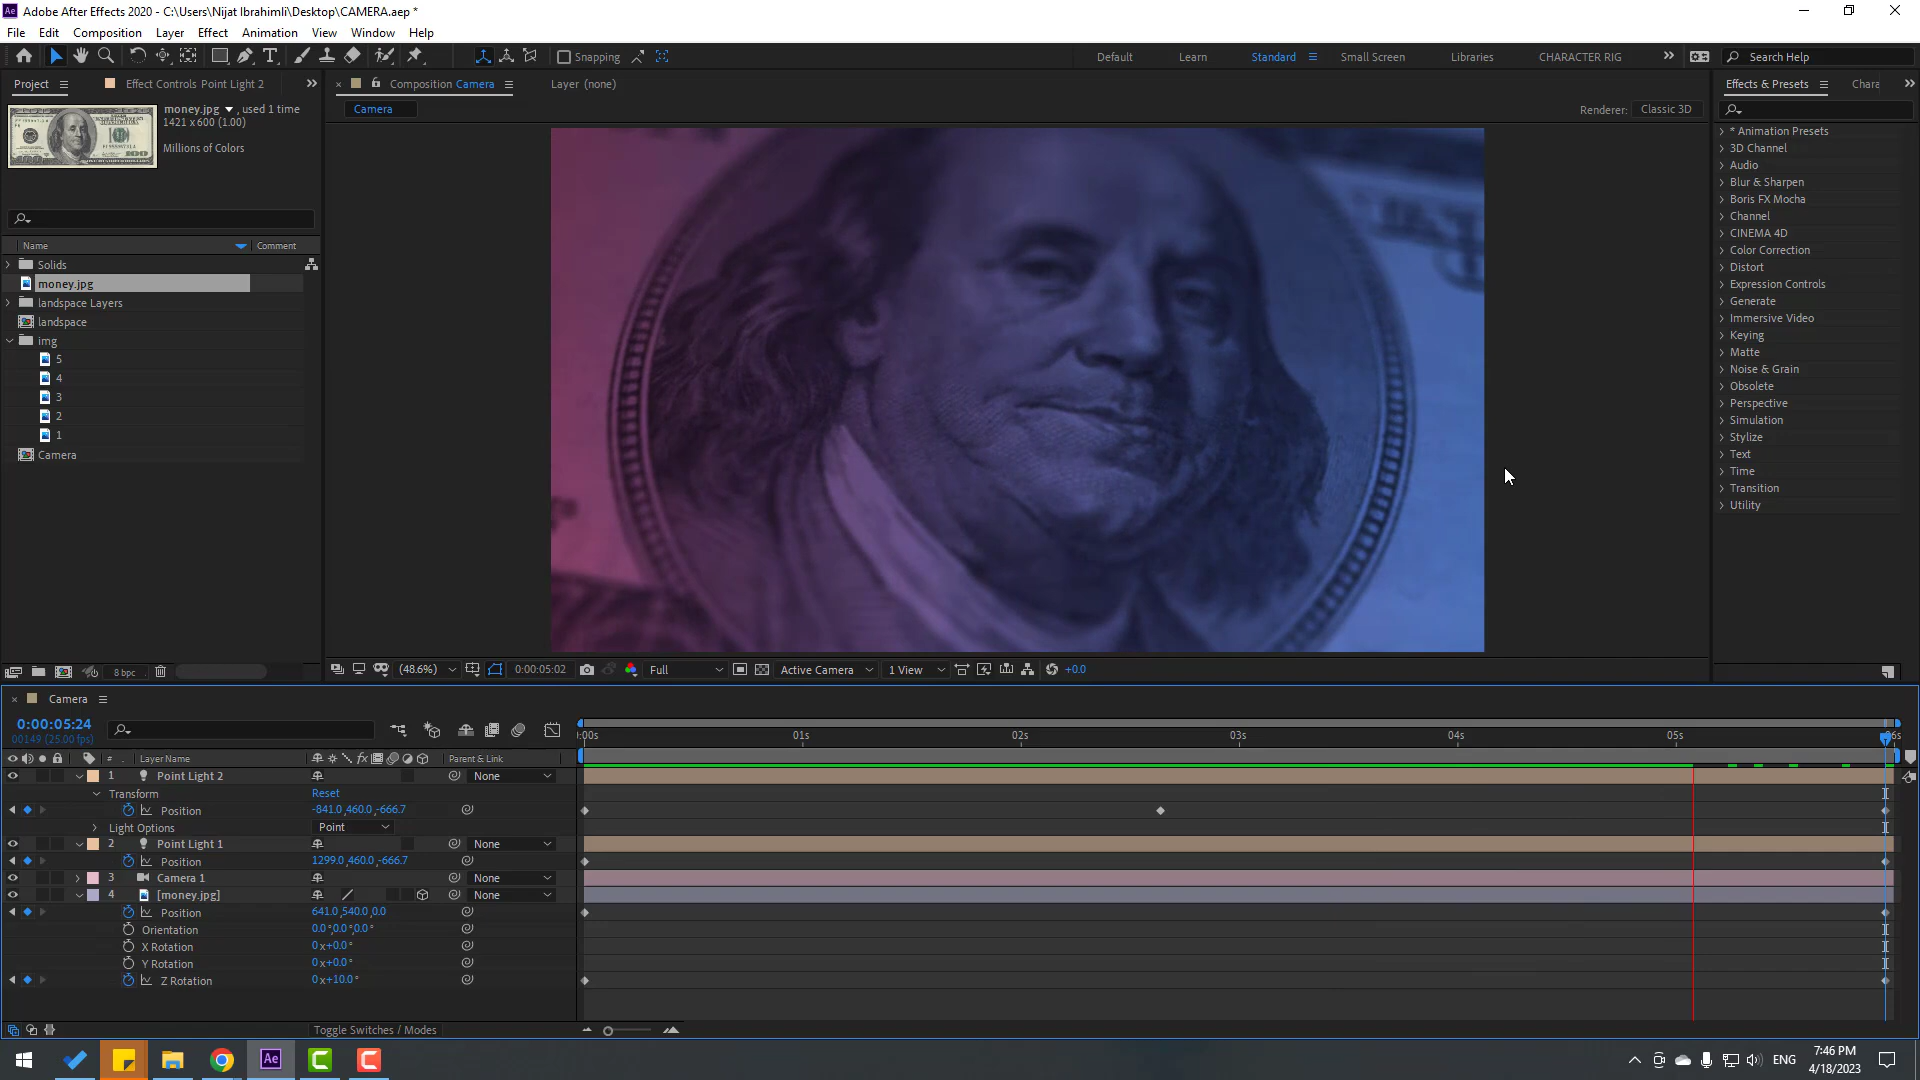 Adobe After Effects 2020 - C:\Users\Nijat Ibrahimli\Desktop\CAMERA.aep *
File Edit Composition Layer Effect Animation View Window Help
Snapping
Default Learn Standard Small Screen Libraries CHARACTER RIG Search Help
Project Effect Controls Point Light 2
Composition Camera Layer (none)
Effects & Presets Chara
money.jpg , used 1 time
1421 x 600 (1.00)
Millions of Colors
Camera
Renderer: Classic 3D
Name Comment
Solids
money.jpg
landspace Layers
landspace
img
5
4
3
2
1
Camera
* Animation Presets
3D Channel
Audio
Blur & Sharpen
Boris FX Mocha
Channel
CINEMA 4D
Color Correction
Distort
Expression Controls
Generate
Immersive Video
Keying
Matte
Noise & Grain
Obsolete
Perspective
Simulation
Stylize
Text
Time
Transition
Utility
8 bpc
(48.6%) 0:00:05:02 Full Active Camera 1 View +0.0
Camera
0:00:05:24
00149 (25.00 fps)
:00s 01s 02s 03s 04s 05s 06s
# Layer Name Parent & Link
1 Point Light 2 None
Transform Reset
Position -841.0,460.0,-666.7
Light Options Point
2 Point Light 1 None
Position 1299.0,460.0,-666.7
3 Camera 1 None
4 [money.jpg] None
Position 641.0,540.0,0.0
Orientation 0.0°,0.0°,0.0°
X Rotation 0x+0.0°
Y Rotation 0x+0.0°
Z Rotation 0x+10.0°
Toggle Switches / Modes
Ae
ENG
7:46 PM
4/18/2023